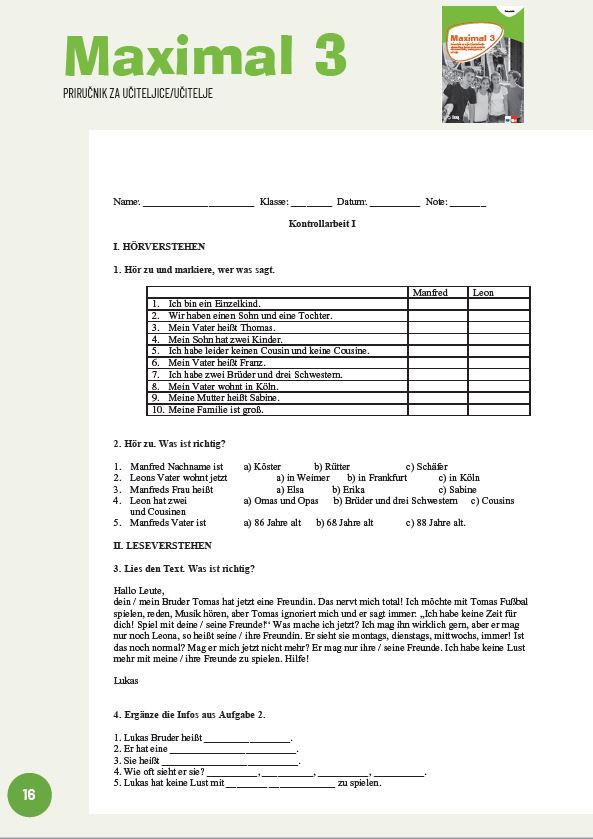 Maximal 3
PRIRUČNIK ZA UČITELJICE/UČITELJE
Maximal 3
Name: ______________________ Klasse: ________ Datum: __________ Note: _______
Kontrollarbeit I
I. HÖRVERSTEHEN
1. Hör zu und markiere, wer was sagt.
Manfred Leon
1. Ich bin ein Einzelkind.
2. Wir haben einen Sohn und eine Tochter.
3. Mein Vater heißt Thomas.
4. Mein Sohn hat zwei Kinder.
5. Ich habe leider keinen Cousin und keine Cousine.
6. Mein Vater heißt Franz.
7. Ich habe zwei Brüder und drei Schwestern.
8. Mein Vater wohnt in Köln.
9. Meine Mutter heißt Sabine.
10. Meine Familie ist groß.
2. Hör zu. Was ist richtig?
1. Manfred Nachname ist a) Köster b) Rütter c) Schäfer
2. Leons Vater wohnt jetzt a) in Weimer b) in Frankfurt c) in Köln
3. Manfreds Frau heißt a) Elsa b) Erika c) Sabine
4. Leon hat zwei a) Omas und Opas b) Brüder und drei Schwestern c) Cousins
und Cousinen
5. Manfreds Vater ist a) 86 Jahre alt b) 68 Jahre alt c) 88 Jahre alt.
II. LESEVERSTEHEN
3. Lies den Text. Was ist richtig?
Hallo Leute,
dein / mein Bruder Tomas hat jetzt eine Freundin. Das nervt mich total! Ich möchte mit Tomas Fußbal
spielen, reden, Musik hören, aber Tomas ignoriert mich und er sagt immer: „Ich habe keine Zeit für
dich! Spiel mit deine / seine Freunde!“ Was mache ich jetzt? Ich mag ihn wirklich gern, aber er mag
nur noch Leona, so heißt seine / ihre Freundin. Er sieht sie montags, dienstags, mittwochs, immer! Ist
das noch normal? Mag er mich jetzt nicht mehr? Er mag nur ihre / seine Freunde. Ich habe keine Lust
mehr mit meine / ihre Freunde zu spielen. Hilfe!
Lukas
4. Ergänze die Infos aus Aufgabe 2.
1. Lukas Bruder heißt _________________.
2. Er hat eine _________________________.
3. Sie heißt ___________________________.
4. Wie oft sieht er sie? __________, __________, __________, __________.
5. Lukas hat keine Lust mit ________ _____________ zu spielen.
16